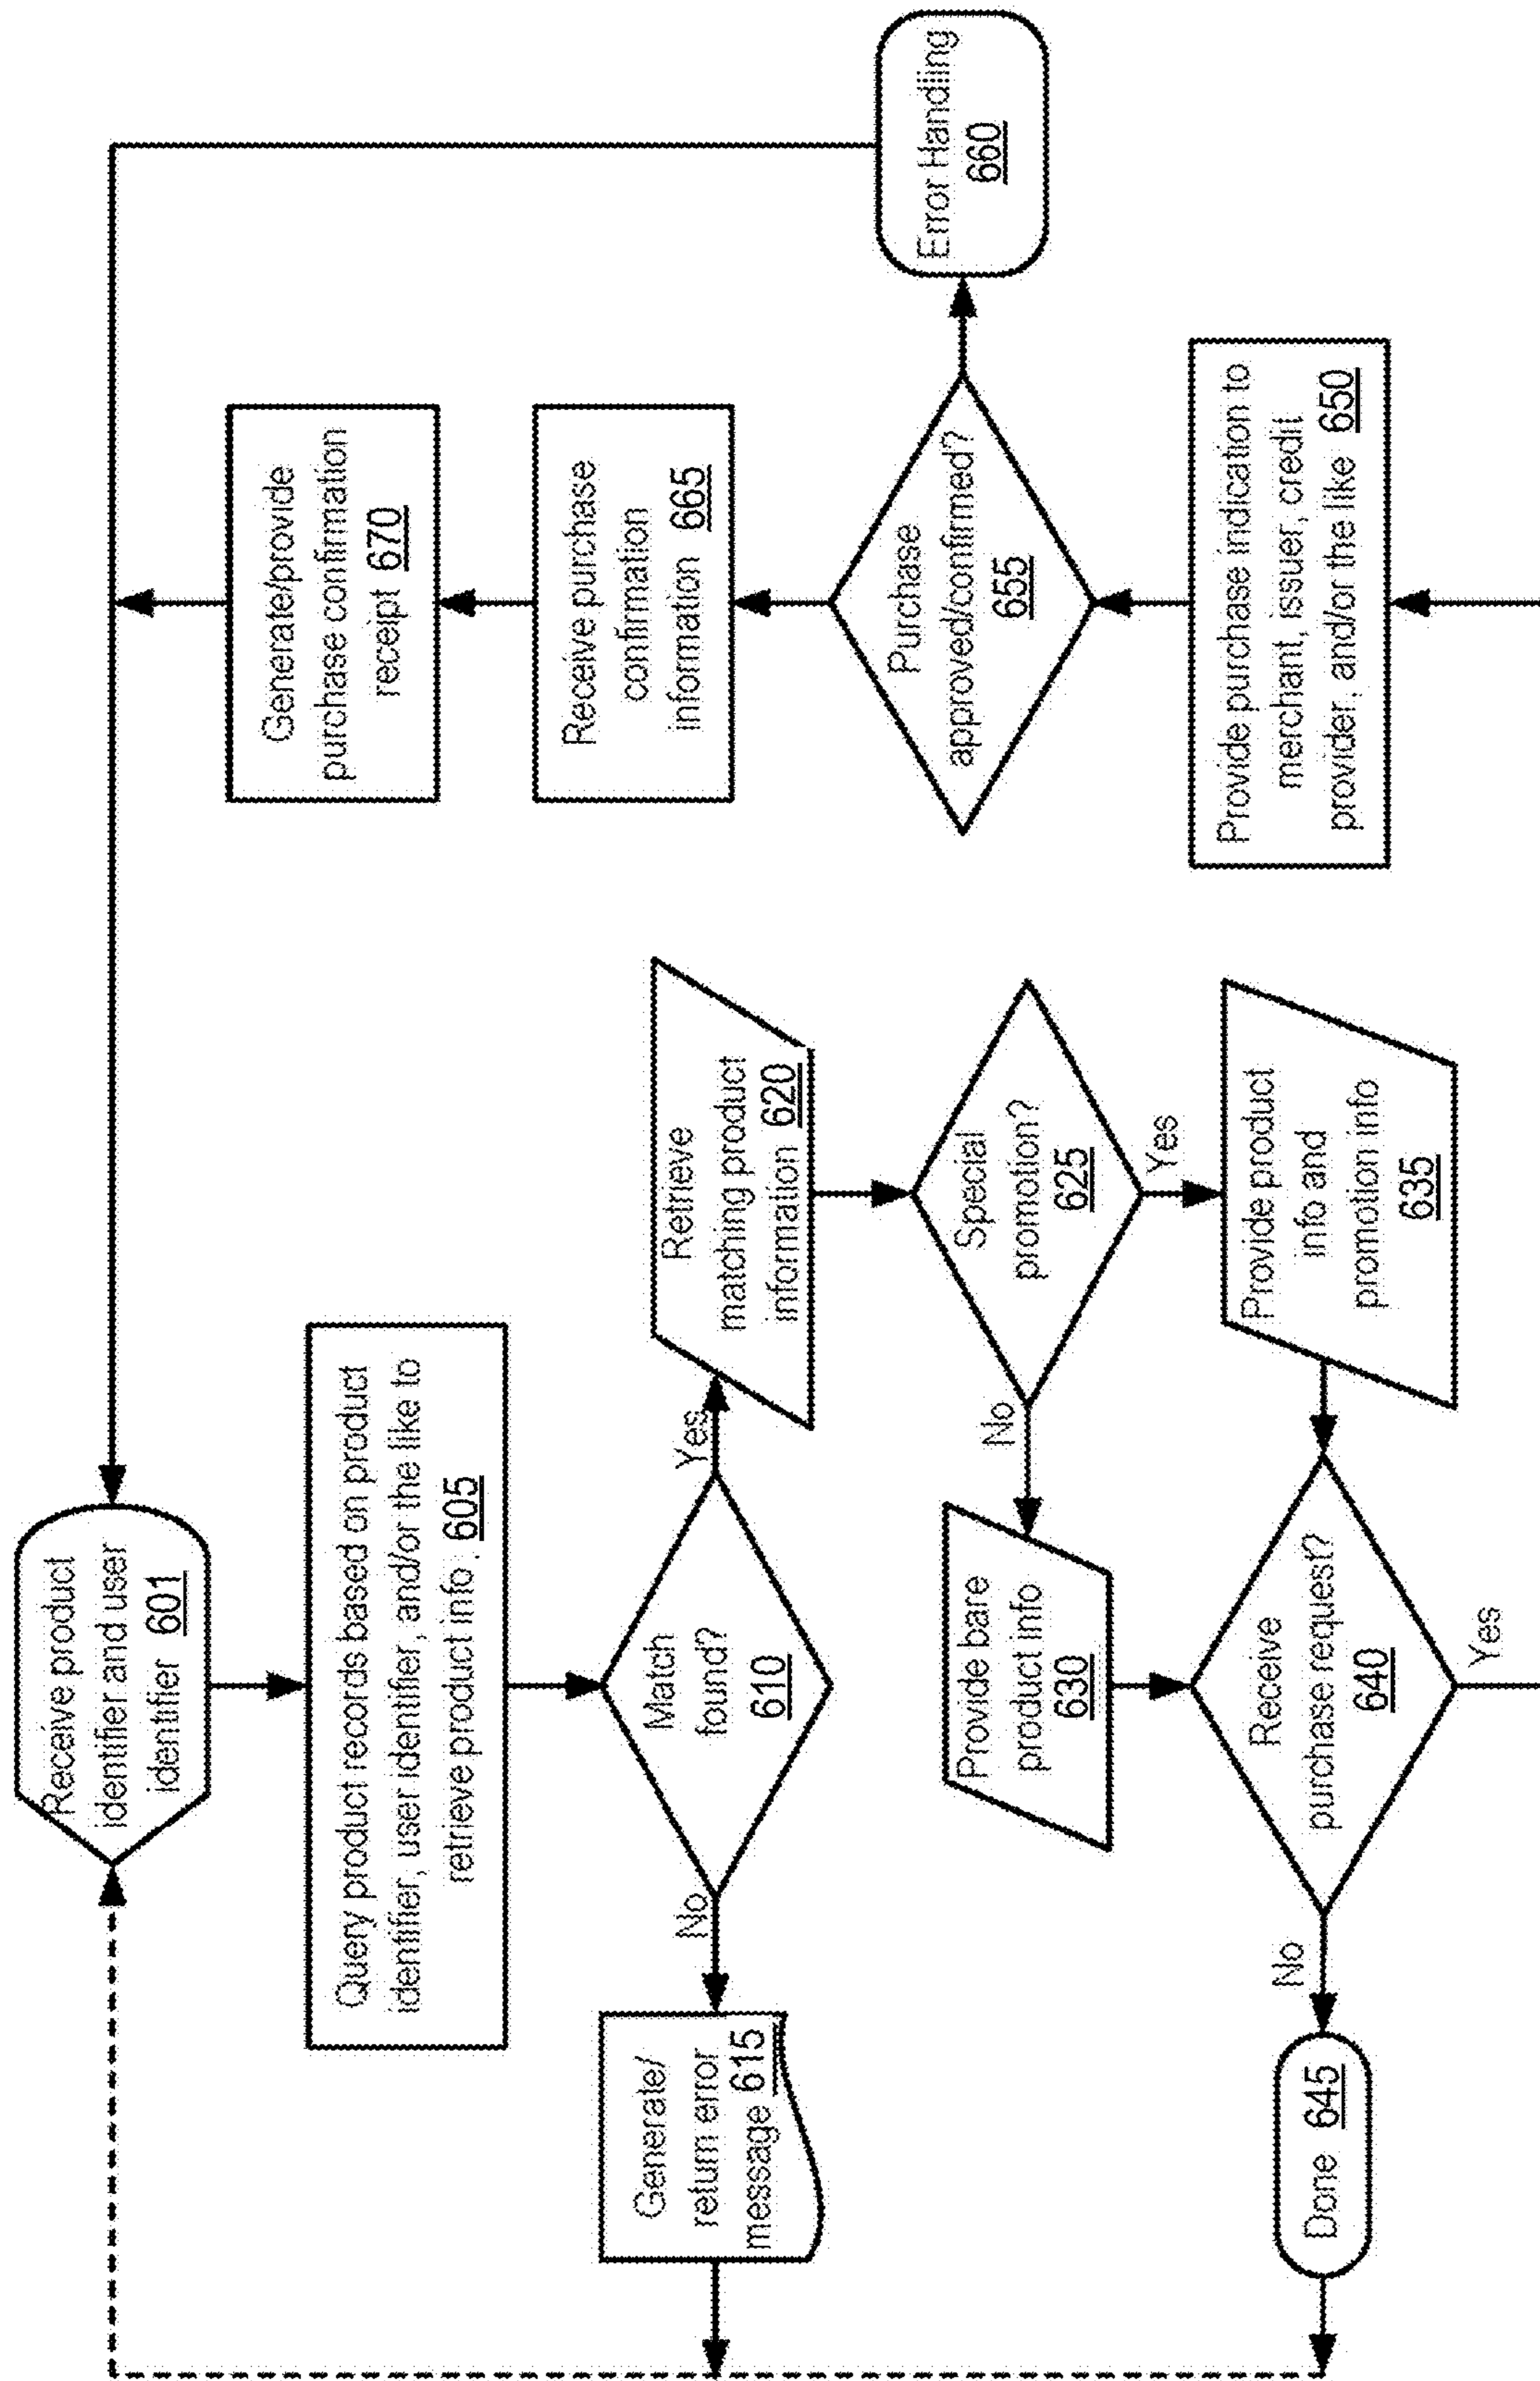 Receive product
identifier and user
identifier 601
Query product records based on product
identifier, user identifier, and/or the like to
retrieve product info. 605
Match
found?
610
No
Yes
Generate/
return error
message 615
Retrieve
matching product
information 620
Special
promotion?
625
No
Yes
Provide bare
product info
630
Provide product
info and
promotion info
635
Receive
purchase request?
640
No
Yes
Done 645
Provide purchase indication to
merchant, issuer, credit
provider, and/or the like 650
Purchase
approved/confirmed?
655
Error Handling
660
Receive purchase
confirmation
information 665
Generate/provide
purchase confirmation
receipt 670